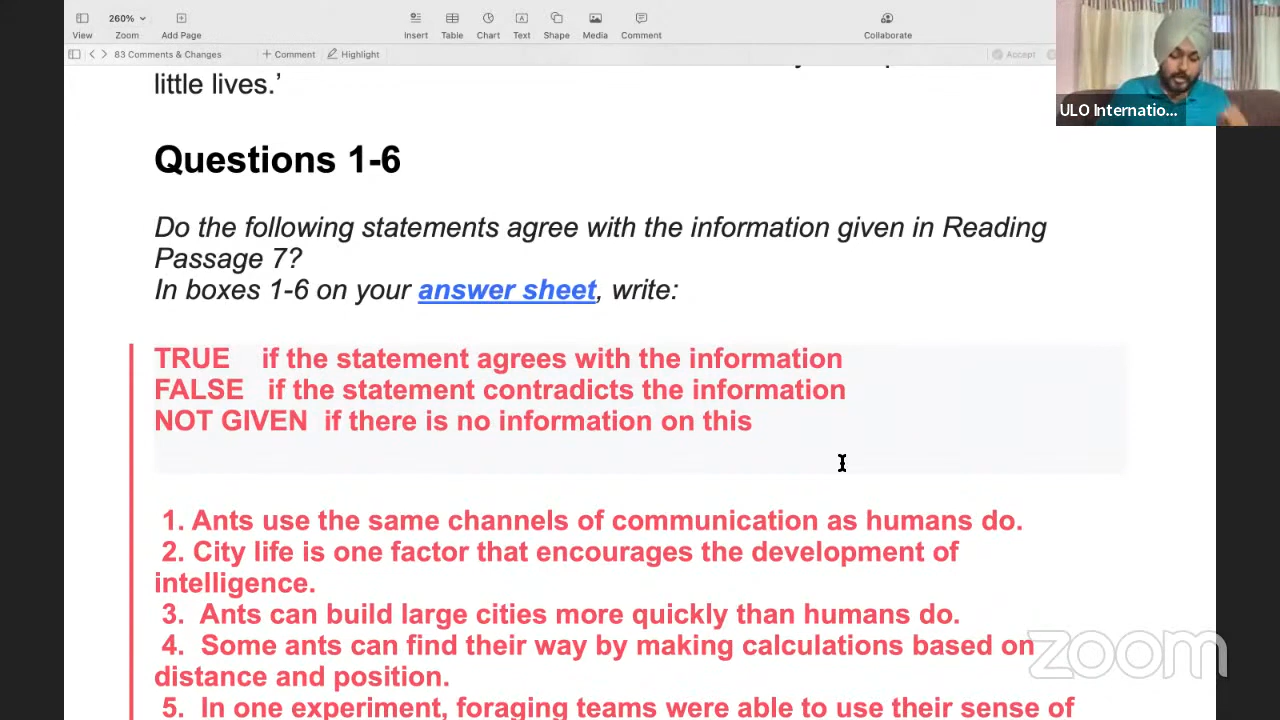 260%
View
Zoom
Add Page
Insert
Table
Chart
Text
Shape
Media
Comment
Collaborate
83 Comments & Changes
+ Comment
Highlight
Accept
ULO Internatio...
little lives.’
Questions 1-6
Do the following statements agree with the information given in Reading
Passage 7?
In boxes 1-6 on your answer sheet, write:
TRUE if the statement agrees with the information
FALSE if the statement contradicts the information
NOT GIVEN if there is no information on this
1. Ants use the same channels of communication as humans do.
2. City life is one factor that encourages the development of
intelligence.
3. Ants can build large cities more quickly than humans do.
4. Some ants can find their way by making calculations based on
distance and position.
5. In one experiment, foraging teams were able to use their sense of
zoom